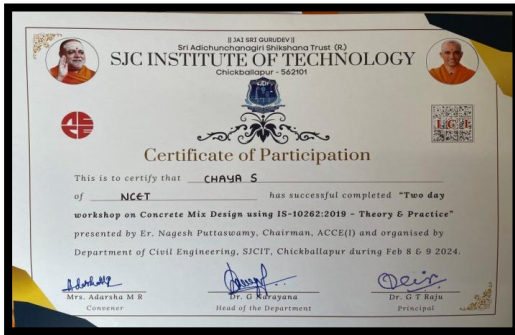 || JAI SRI GURUDEV ||
Sri Adichunchanagiri Shikshana Trust (R.)
SJC INSTITUTE OF TECHNOLOGY
Chickballapur - 562101
Certificate of Participation
This is to certify that CHAYA S
of NCET has successful completed "Two day
workshop on Concrete Mix Design using IS-10262:2019 - Theory & Practice"
presented by Er. Nagesh Puttaswamy, Chairman, ACCE(I) and organised by
Department of Civil Engineering, SJCIT, Chickballapur during Feb 8 & 9 2024.
Mrs. Adarsha M R
Convener
Dr. G Narayana
Head of the Department
Dr. G T Raju
Principal